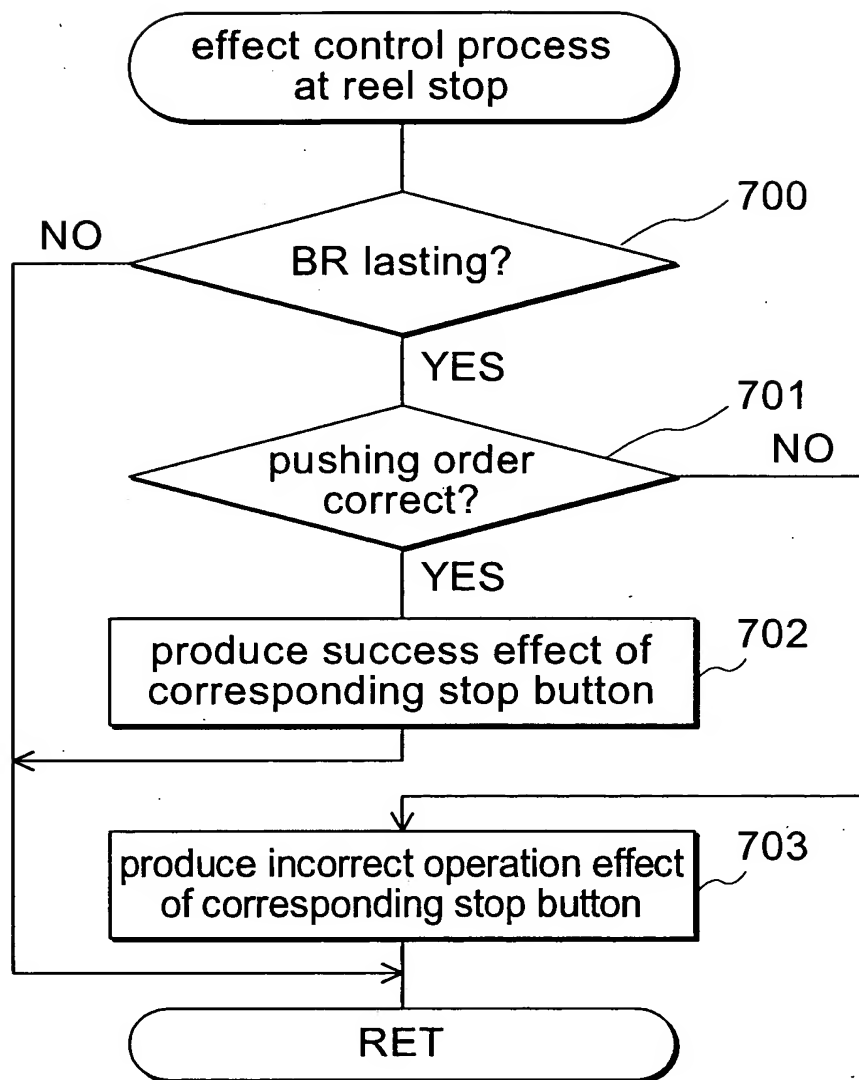 effect control process
at reel stop
700
NO
BR lasting?
YES
701
NO
pushing order
correct?
YES
702
produce success effect of
corresponding stop button
703
produce incorrect operation effect
of corresponding stop button
RET